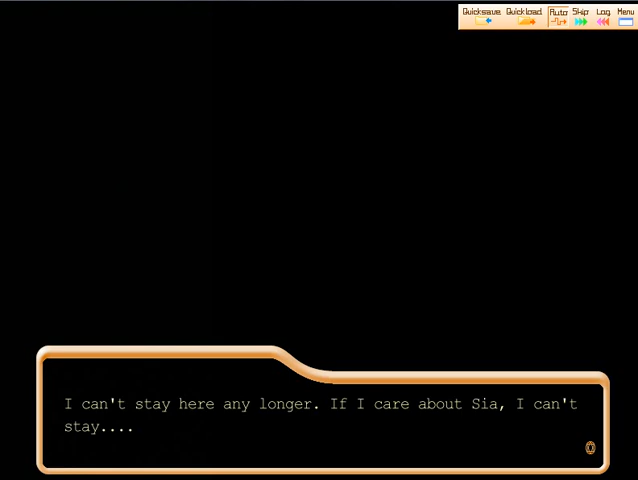 Quicksave Quickload Auto Skip Log Menu
I can't stay here any longer. If I care about Sia, I can't
stay....